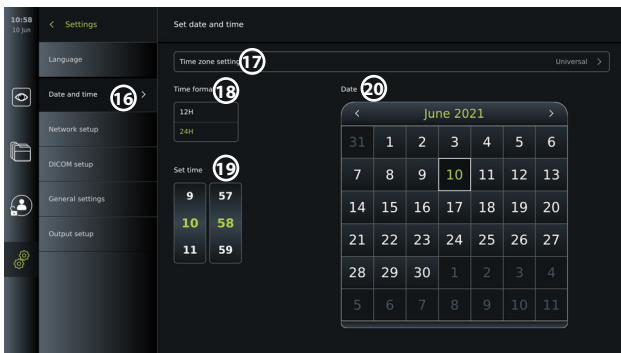 10:58
10 Jun
Settings
Set date and time
Language
Date and time
16
Network setup
DICOM setup
General settings
Output setup
Time zone setting
17
Universal
Time forma
18
12H
24H
Set time
19
9 57
10 58
11 59
Date
20
June 2021
31 1 2 3 4 5 6
7 8 9 10 11 12 13
14 15 16 17 18 19 20
21 22 23 24 25 26 27
28 29 30 1 2 3 4
5 6 7 8 9 10 11